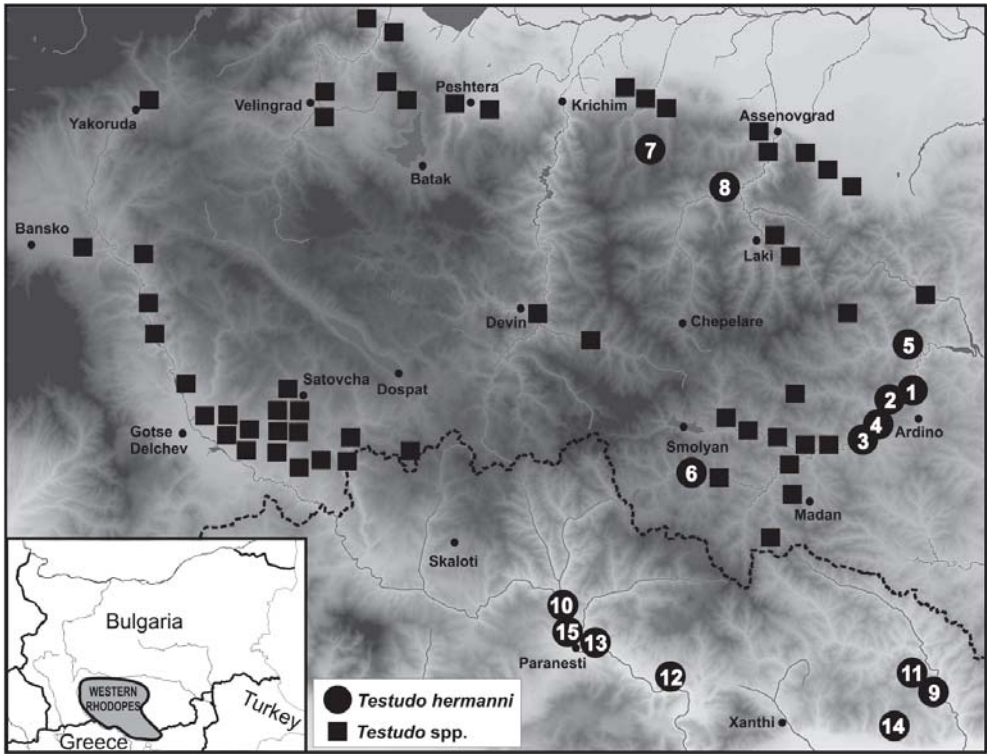 Yakoruda
Velingrad
Peshtera
Krichim
Assenovgrad
7
Batak
8
Bansko
Laki
Devin
Chepelare
5
Satovcha
Dospat
1
2
4
Ardino
3
Gotse
Delchev
Smolyan
6
Madan
Skaloti
10
15
13
Paranesti
12
11
9
Xanthi
14
Bulgaria
WESTERN
RHODOPES
Greece
Turkey
Testudo hermanni
Testudo spp.